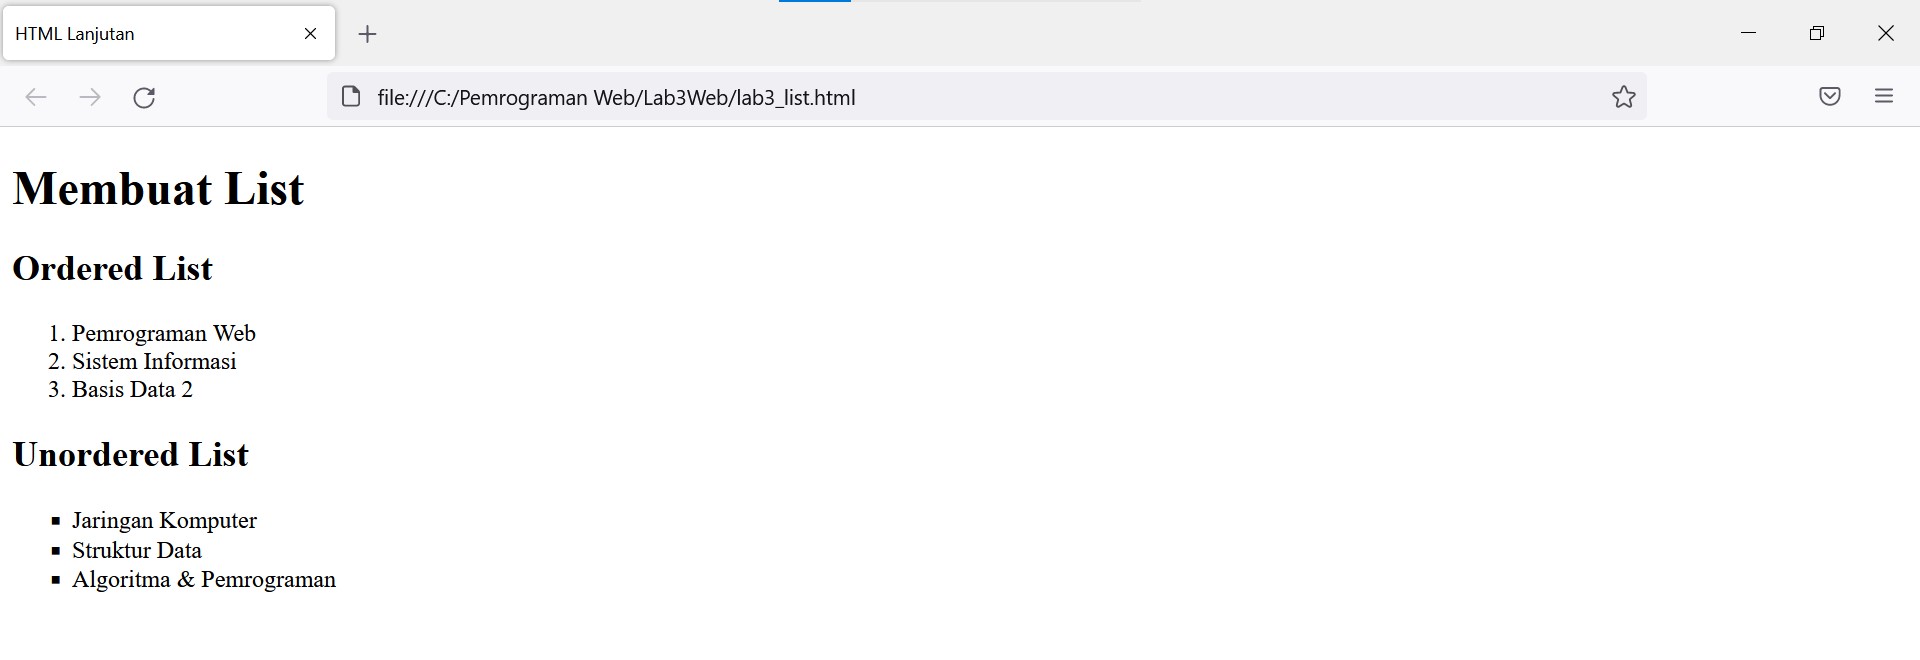 HTML Lanjutan
file:///C:/Pemrograman Web/Lab3Web/lab3_list.html
Membuat List
Ordered List
1. Pemrograman Web
2. Sistem Informasi
3. Basis Data 2
Unordered List
▪ Jaringan Komputer
▪ Struktur Data
▪ Algoritma & Pemrograman